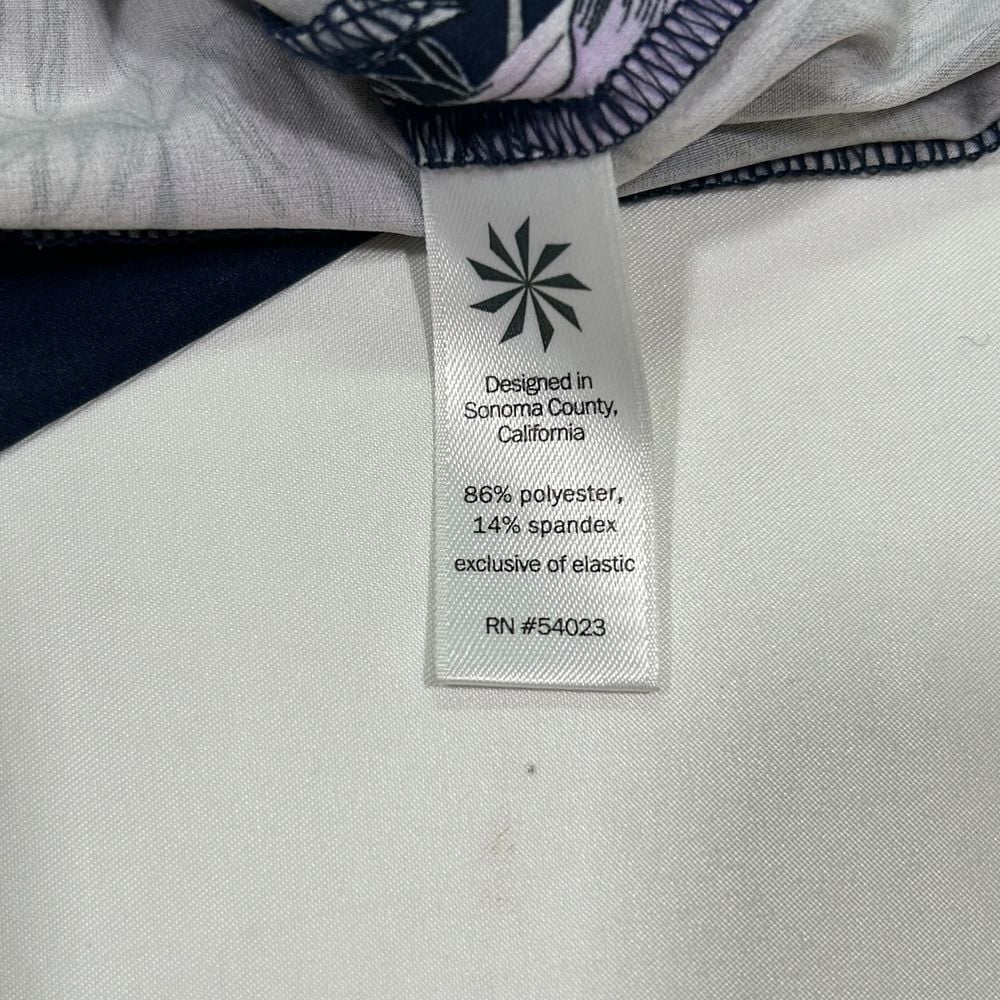 Designed in
Sonoma County,
California
86% polyester,
14% spandex
exclusive of elastic
RN #54023